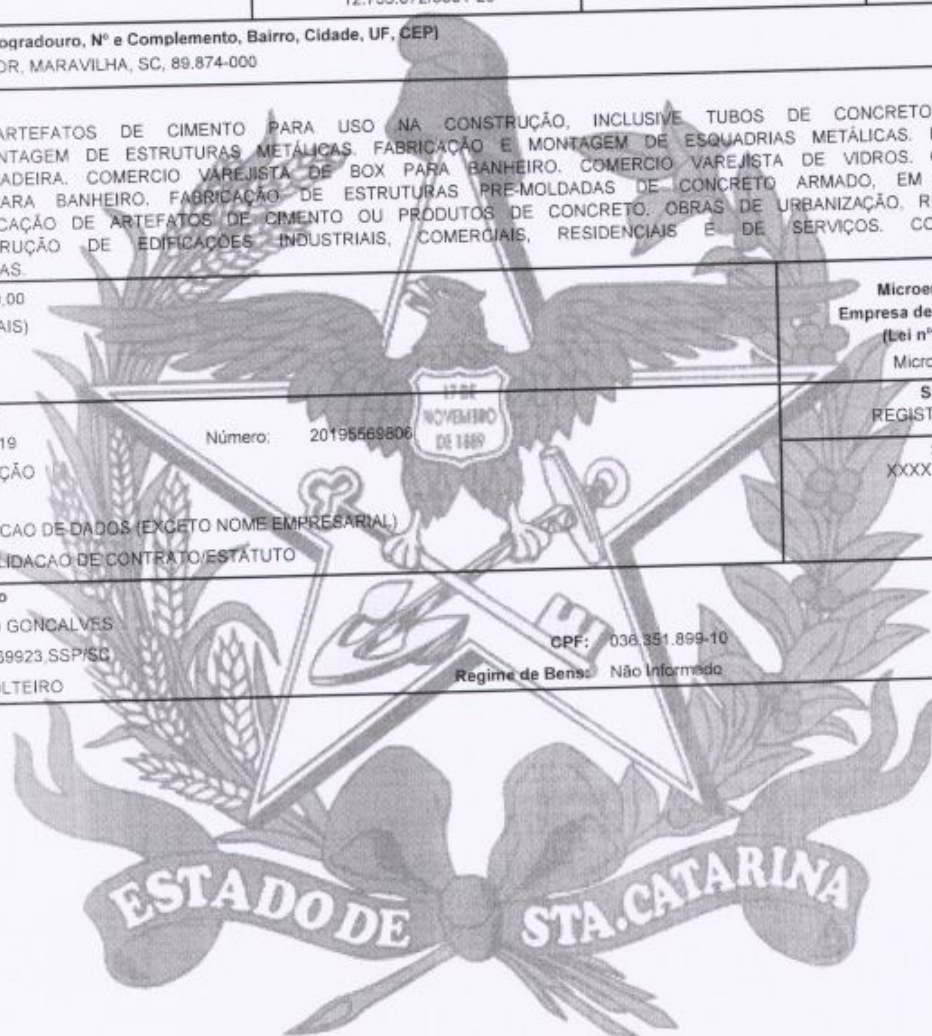 ogradouro, Nº e Complemento, Bairro, Cidade, UF, CEP)
OR, MARAVILHA, SC, 89.874-000
ARTEFATOS DE CIMENTO PARA USO NA CONSTRUÇÃO, INCLUSIVE TUBOS DE CONCRETO
NTAGEM DE ESTRUTURAS METÁLICAS. FABRICAÇÃO E MONTAGEM DE ESQUADRIAS METÁLICAS.
ADEIRA. COMERCIO VAREJISTA DE BOX PARA BANHEIRO. COMERCIO VAREJISTA DE VIDROS.
ARA BANHEIRO. FABRICAÇÃO DE ESTRUTURAS PRE-MOLDADAS DE CONCRETO ARMADO, EM
CAÇÃO DE ARTEFATOS DE CIMENTO OU PRODUTOS DE CONCRETO. OBRAS DE URBANIZAÇÃO, R
RUÇÃO DE EDIFICAÇÕES INDUSTRIAIS, COMERCIAIS, RESIDENCIAIS E DE SERVIÇOS. CO
AS.
,00
AIS)
Microe
Empresa de
(Lei nº
Micro
19
Número: 20195569806
ÇÃO
S
REGIST
XXXX
CAO DE DADOS (EXCETO NOME EMPRESARIAL)
LIDACAO DE CONTRATO/ESTATUTO
o
GONCALVES
CPF: 036.351.899-10
69923,SSP/SC
Regime de Bens: Não Informado
OLTEIRO
17 DE
NOVEMBRO
DE 1889
ESTADO DE STA.CATARINA